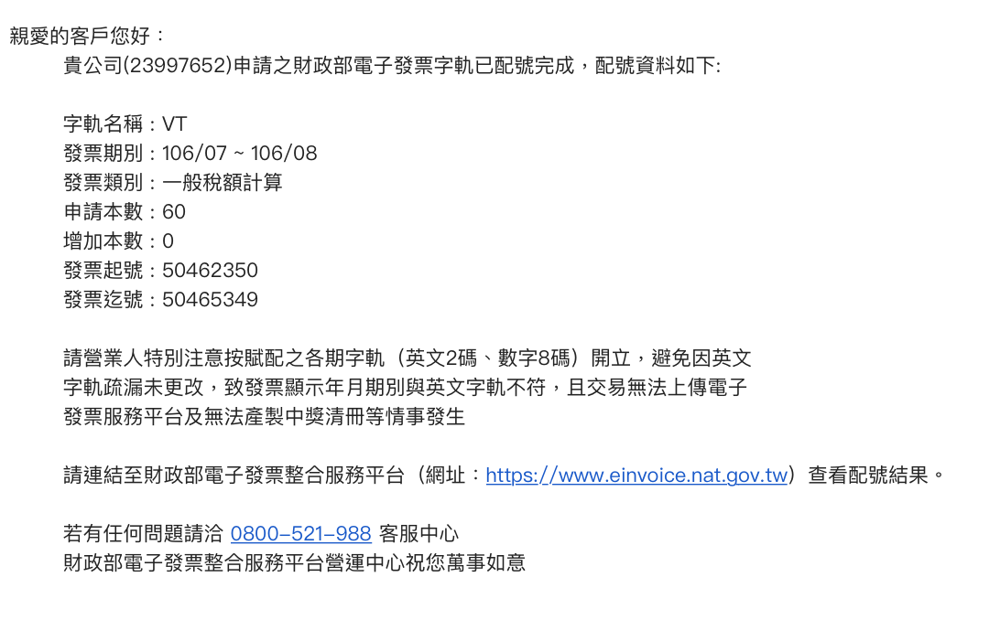 親愛的客戶您好：
貴公司(23997652)申請之財政部電子發票字軌已配號完成，配號資料如下:
字軌名稱：VT
發票期別：106/07 ~ 106/08
發票類別：一般稅額計算
申請本數：60
增加本數：0
發票起號：50462350
發票迄號：50465349
請營業人特別注意按賦配之各期字軌（英文2碼、數字8碼）開立，避免因英文
字軌疏漏未更改，致發票顯示年月期別與英文字軌不符，且交易無法上傳電子
發票服務平台及無法產製中獎清冊等情事發生
請連結至財政部電子發票整合服務平台（網址：https://www.einvoice.nat.gov.tw）查看配號結果。
若有任何問題請洽 0800-521-988 客服中心
財政部電子發票整合服務平台營運中心祝您萬事如意